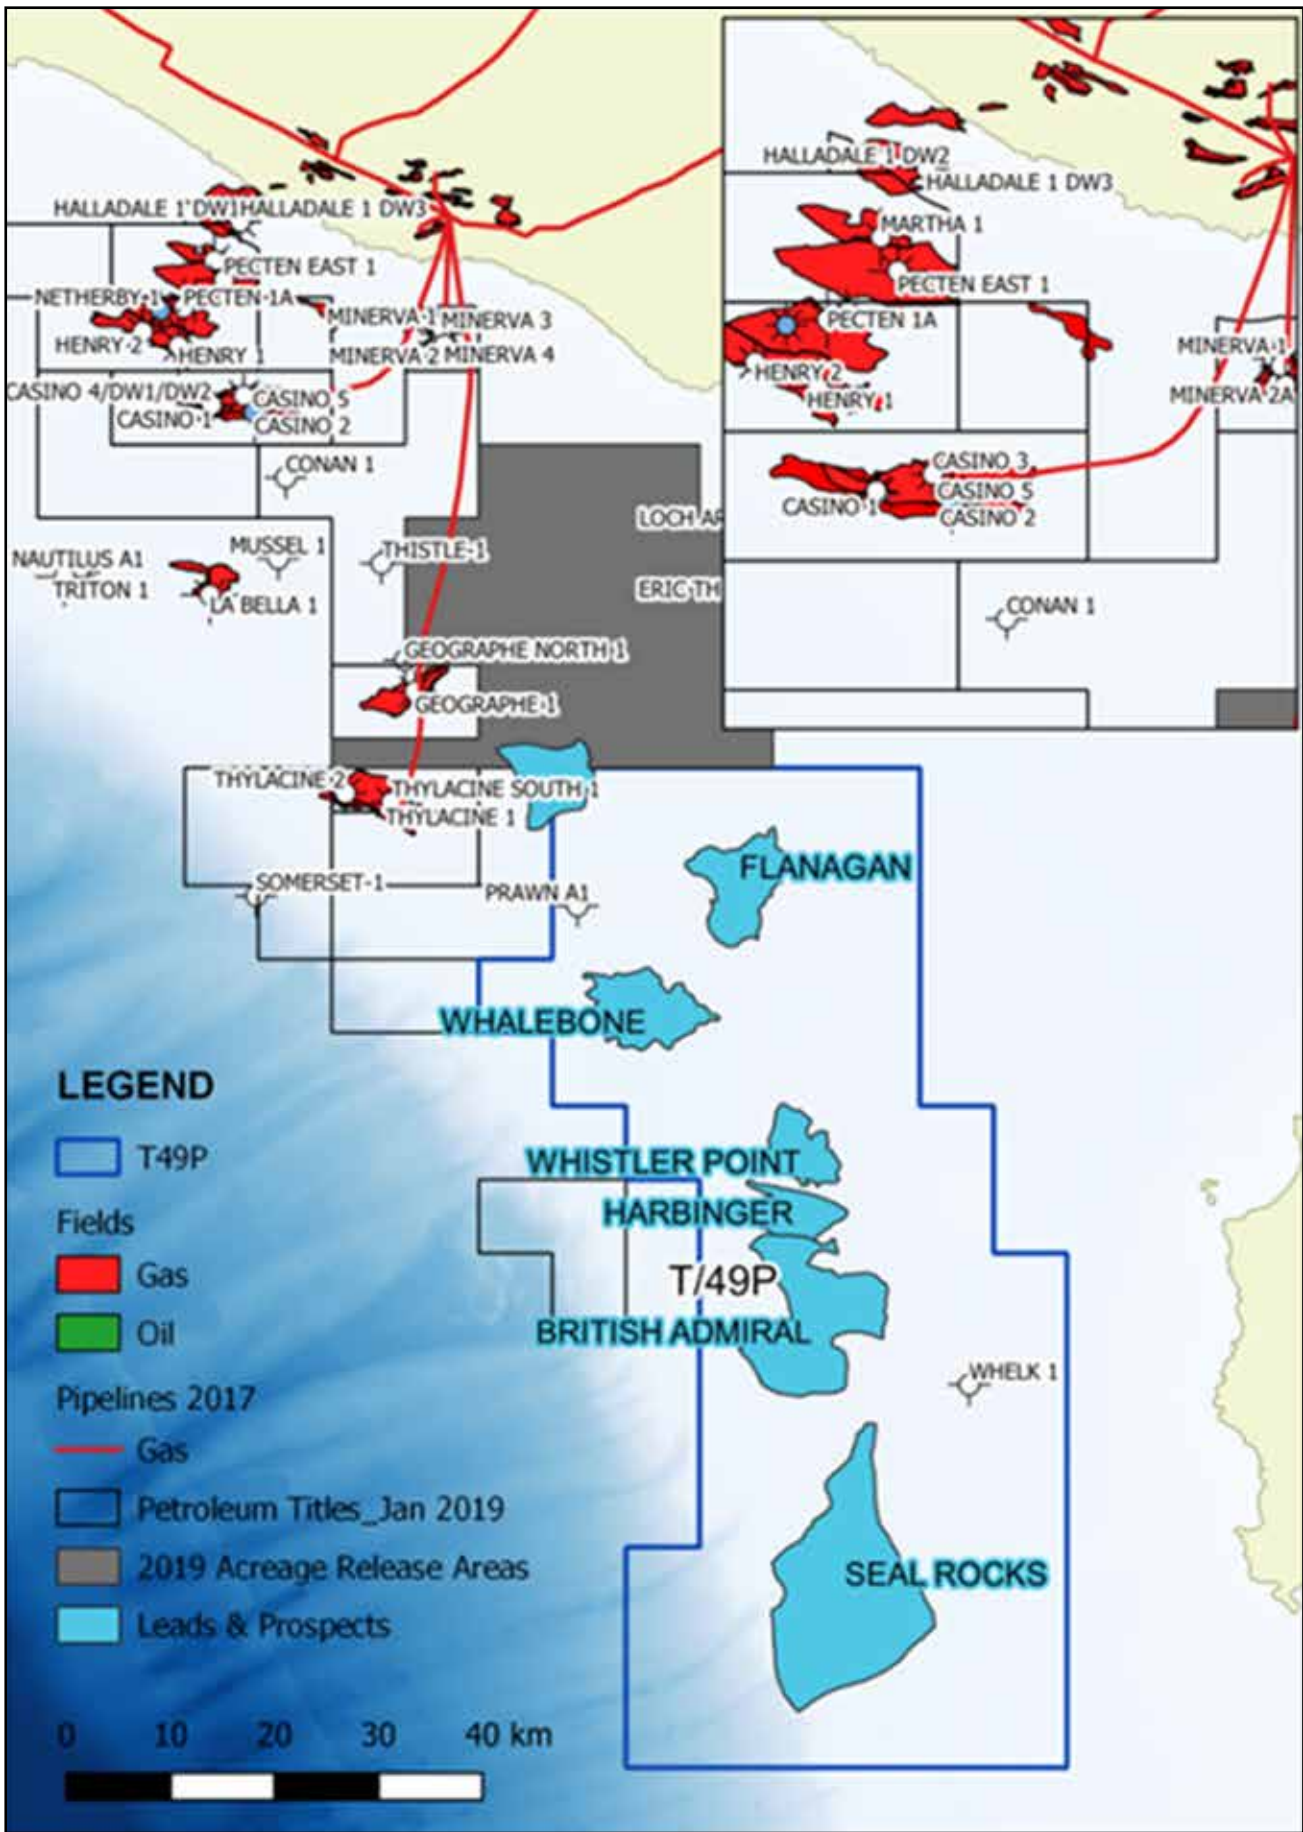 HALLADALE 1 DW1
HALLADALE 1 DW3
PECTEN EAST 1
NETHERBY 1
PECTEN 1A
HENRY 2
HENRY 1
MINERVA 1
MINERVA 3
MINERVA 2
MINERVA 4
CASINO 4/DW1/DW2
CASINO 5
CASINO 1
CASINO 2
CONAN 1
NAUTILUS A1
MUSSEL 1
THISTLE 1
TRITON 1
LA BELLA 1
LOCH AR
ERIC TH
GEOGRAPHE NORTH 1
GEOGRAPHE 1
THYLACINE 2
THYLACINE SOUTH 1
THYLACINE 1
SOMERSET 1
PRAWN A1
HALLADALE 1 DW2
HALLADALE 1 DW3
MARTHA 1
PECTEN EAST 1
PECTEN 1A
MINERVA 1
HENRY 2
MINERVA 2A
HENRY 1
CASINO 3
CASINO 5
CASINO 1
CASINO 2
CONAN 1
FLANAGAN
WHALEBONE
WHISTLER POINT
HARBINGER
T/49P
BRITISH ADMIRAL
WHELK 1
SEAL ROCKS
LEGEND
T49P
Fields
Gas
Oil
Pipelines 2017
Gas
Petroleum Titles_Jan 2019
2019 Acreage Release Areas
Leads & Prospects
0 10 20 30 40 km